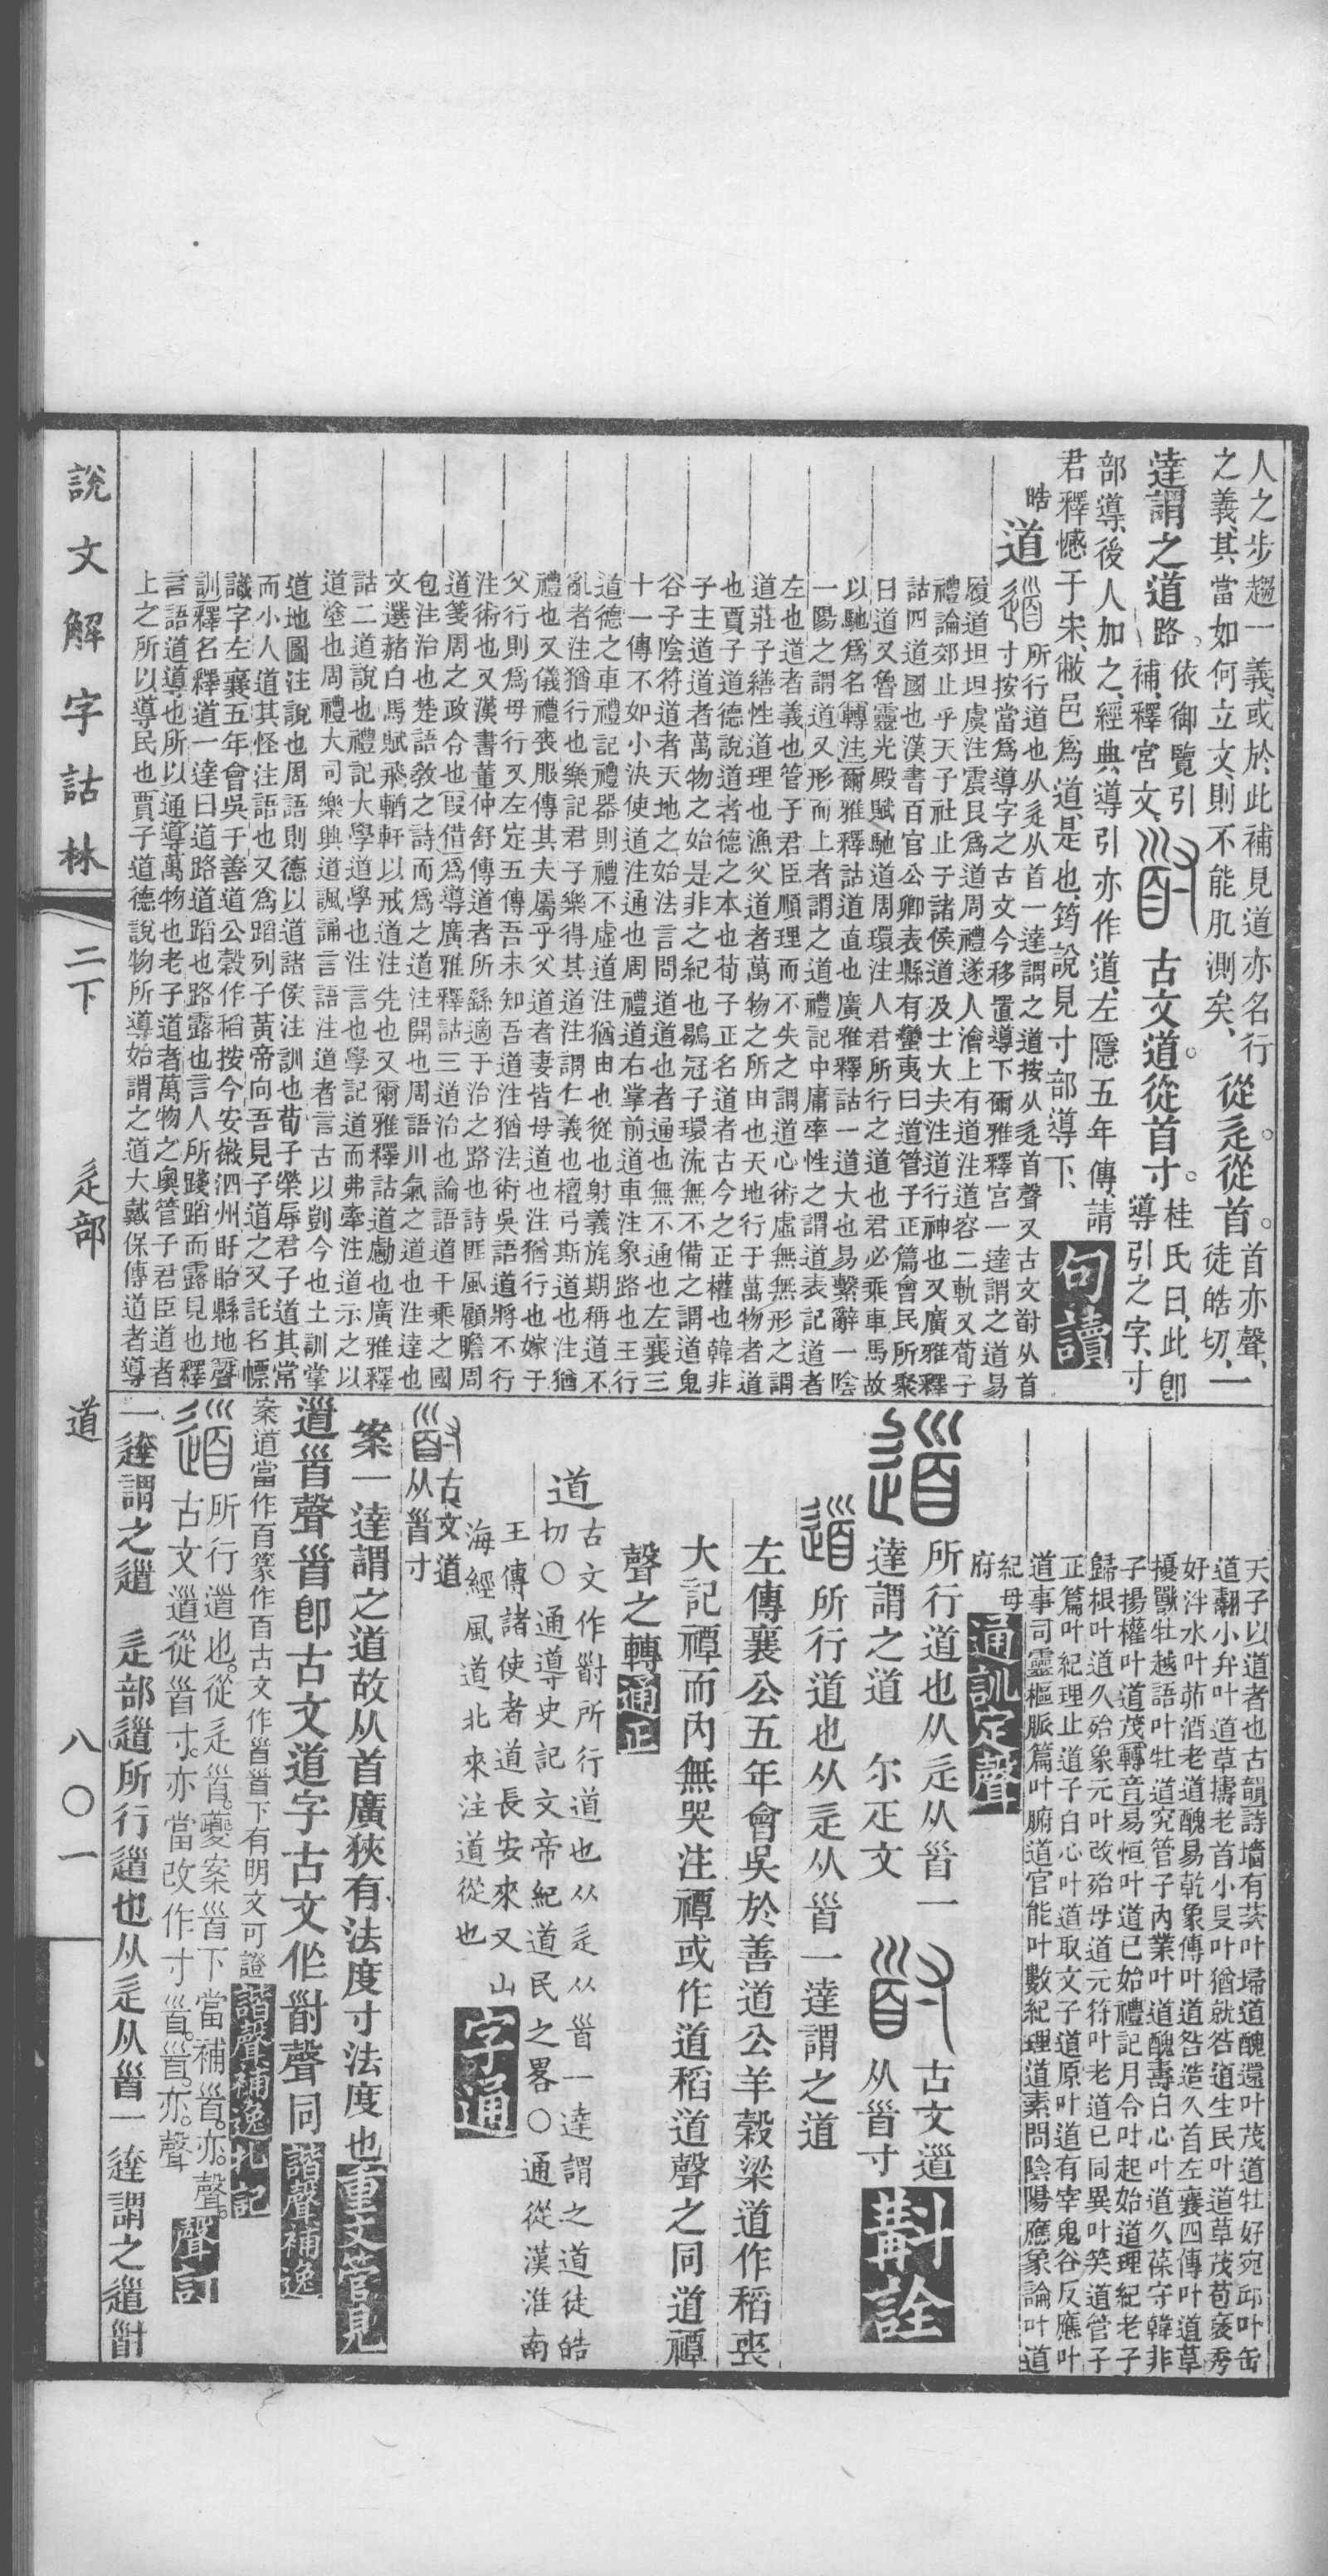 人之步趨一義、或於此補見道亦名行
之義、其當如何立文、則不能肊測矣、從辵從首。首亦聲、徒皓切、一
達謂之道路。依御覽引補、釋宮文、古文道從首寸。桂氏曰、此卽導引之字、寸
部導、後人加之、經典導引亦作道、左隱五年傳、請
君釋憾于宋、敝邑爲道、是也、筠說見寸部導下、
句讀
皓
道
所行道也从辵从首一達謂之道按从辵首聲又古文䇓从首
寸按當爲導字之古文今移置導下爾雅釋宮一達謂之道易
履道坦坦虞注震艮爲道周禮遂人澮上有道注道容二軌又荀子
禮論郊止乎天子社止于諸侯道及士大夫注道行神也又廣雅釋
詁四道國也漢書百官公卿表縣有蠻夷曰道管子正篇會民所聚
曰道又魯靈光殿賦馳道周環注人君所行之道也君必乘車馬故
以馳爲名轉注爾雅釋詁道直也廣雅釋詁一道大也易繫辭一陰
一陽之謂道又形而上者謂之道禮記中庸率性之謂道表記道者
左也道者義也管子君臣順理而不失之謂道心術虛無無形之謂
道莊子繕性道理也漁父道者萬物之所由也天地行于萬物者道
也賈子道德說道者德之本也荀子正名道者古今之正權也韓非
子主道道者萬物之始是非之紀也鶡冠子環流無不備之謂道鬼
谷子陰符道者天地之始法言問道道也者通也無不通也左襄三
十一傳不如小決使道注通也周禮道右掌前道車注象路也王行
道德之車禮記禮器則禮不虛道注猶由也從也射義旄期稱道不
亂者注猶行也樂記君子樂得其道注謂仁義也檀弓斯道也注猶
禮也又儀禮喪服傳其夫屬乎父道者妻皆母道也注猶行也嫁于
父行則爲母行又左定五傳吾未知吾道注猶法術吳語道將不行
注術也又漢書董仲舒傳道者所繇適于治之路也詩匪風顧瞻周
道箋周之政令也叚借爲導廣雅釋詁三道治也論語道千乘之國
包注治也楚語敎之詩而爲之道注開也周語川氣之道也注達也
文選赭白馬賦飛輶軒以戒道注先也又爾雅釋詁道勴也廣雅釋
詁二道說也禮記大學道學也注言也學記道而弗牽注道示之以
道塗也周禮大司樂興道諷誦言語注道者言古以剴今也土訓掌
道地圖注說也周語則德以道諸侯注訓也荀子榮辱君子道其常
而小人道其怪注語也又爲蹈列子黃帝向吾見子道之又託名幖
識字左襄五年會吳于善道公穀作稻按今安徽泗州盱眙縣地聲
訓釋名釋道一達曰道路道蹈也路露也言人所踐蹈而露見也釋
言語道導也所以通導萬物也老子道者萬物之奧管子君臣道者
上之所以導民也賈子道德說物所導始謂之道大戴保傅道者導
天子以道者也古韻詩墻有茨叶埽道醜還叶茂道牡好宛邱叶缶
道翿小弁叶道草擣老首小旻叶猶就咎道生民叶道草茂苞褎秀
好泮水叶茆酒老道醜易乾象傳叶道咎造久首左襄四傳叶道草
擾獸牡越語叶牡道究管子內業叶道醜壽白心叶道久葆守韓非
子揚權叶道茂轉音易恒叶道已始禮記月令叶起始道理紀老子
歸根叶道久殆象元叶改殆母道元符叶老道已同異叶笑道管子
正篇叶紀理止道子白心叶道取文子道原叶道有宰鬼谷反應叶
道事司靈樞脈篇叶腑道官能叶數紀理道素問陰陽應象論叶道
紀母府
通訓定聲
所行道也从辵从𩠐一
達謂之道 尒疋文
古文道
从𩠐寸
斠詮
所行道也从辵从𩠐一達謂之道
左傳襄公五年會吳於善道公羊穀梁道作稻喪
大記禫而內無哭注禫或作道稻道聲之同道禫
聲之轉
通正
道
古文作䇓所行道也从辵从𩠐一達謂之道徒皓
切○通導史記文帝紀道民之畧○通從漢淮南
王傳諸使者道長安來又山
海經風道北來注道從也
字通
古文道
从𩠐寸
案一達謂之道故从首廣狹有法度寸法度也
重文管見
𨕥𩠐聲𩠐卽古文道字古文作䇓聲同
諧聲補逸
案道當作百篆作百古文作𩠐𩠐下有明文可證
諧聲補逸札記
所行𨕥也。從辵𩠐。夔案𩠐下當補𩠐。亦。聲。
古文𨕥從𩠐寸。亦當改作寸𩠐。𩠐。亦。聲
聲訂
一達謂之𨕥 辵部𨕥所行𨕥也从辵从𩠐一達謂之𨕥䇓
說文解字詁林
二下
辵部
道
八〇一